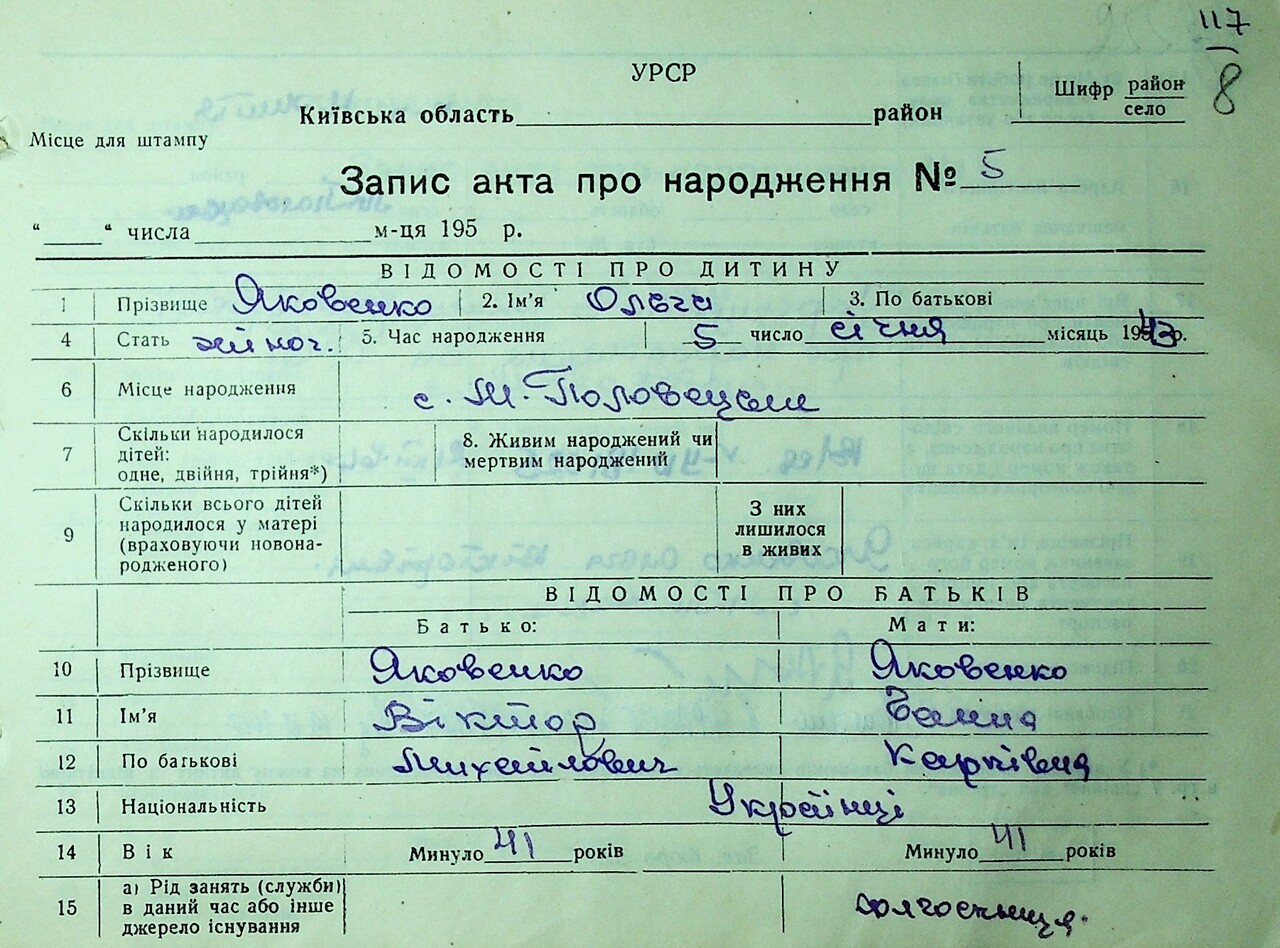 117
8
УРСР
Київська область район
Шифр район
село
Місце для штампу
Запис акта про народження № 5
“ “ числа м-ця 195 р.
ВІДОМОСТІ ПРО ДИТИНУ
1 Прізвище Яковенко 2. Ім'я Ольга 3. По батькові
4 Стать жіноч. 5. Час народження 5 число січня місяць 1943 р.
6 Місце народження с. М. Половецьк
7 Скільки народилося
дітей:
одне, двійня, трійня*)
8. Живим народжений чи
мертвим народжений
9 Скільки всього дітей
народилося у матері
(враховуючи новона-
родженого)
З них
лишилося
в живих
ВІДОМОСТІ ПРО БАТЬКІВ
Батько: Мати:
10 Прізвище Яковенко Яковенко
11 Ім'я Віктор Ганна
12 По батькові Михайлович Карпівна
13 Національність Українці
14 Вік Минуло 41 років Минуло 41 років
15 а) Рід занять (служби)
в даний час або інше
джерело існування